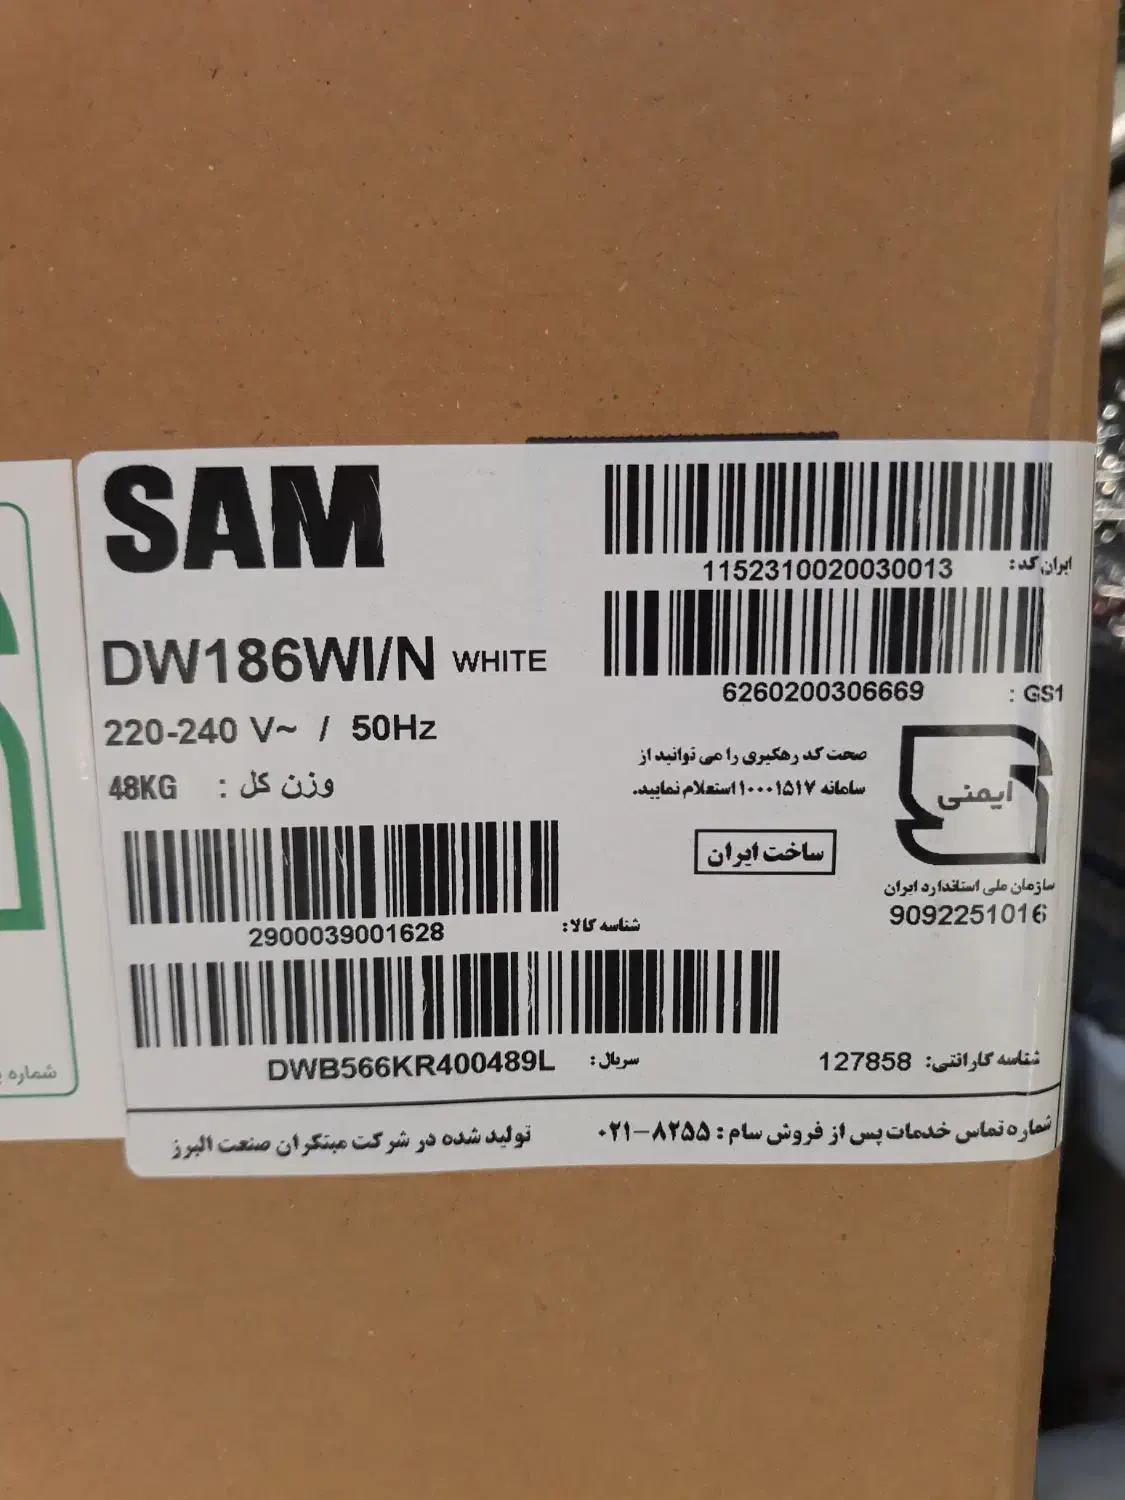 SAM
DW186WI/N WHITE
220-240 V~ / 50Hz
وزن کل : 48KG
2900039001628
شناسه کالا:
DWB566KR400489L
سریال:
ایران کد:
1152310020030013
GS1 :
6260200306669
صحت کد رهگیری را می توانید از
سامانه ۱۰۰۰۱۵۱۷ استعلام نمایید.
ساخت ایران
ایمنی
سازمان ملی استاندارد ایران
9092251016
شناسه گارانتی: 127858
شماره تماس خدمات پس از فروش سام : ۸۲۵۵–۰۲۱
تولید شده در شرکت مبتکران صنعت البرز
شماره